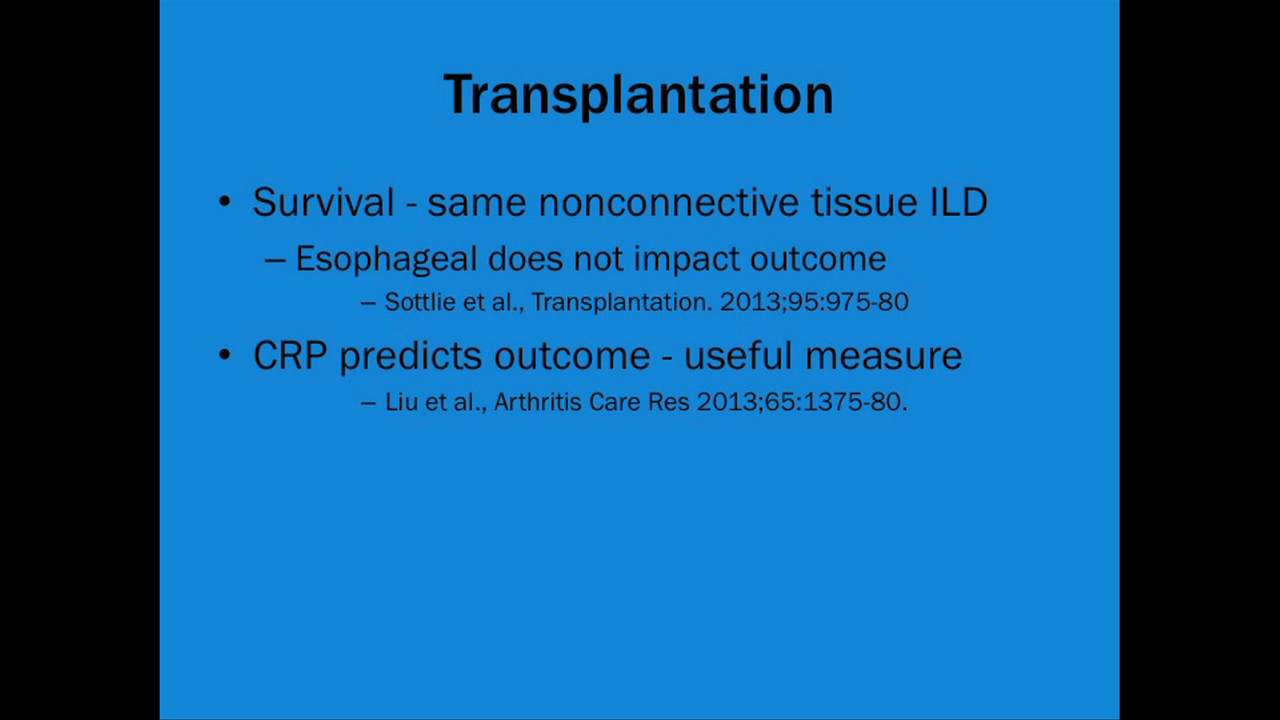 Transplantation
• Survival - same nonconnective tissue ILD
– Esophageal does not impact outcome
– Sottlie et al., Transplantation. 2013;95:975-80
• CRP predicts outcome - useful measure
– Liu et al., Arthritis Care Res 2013;65:1375-80.